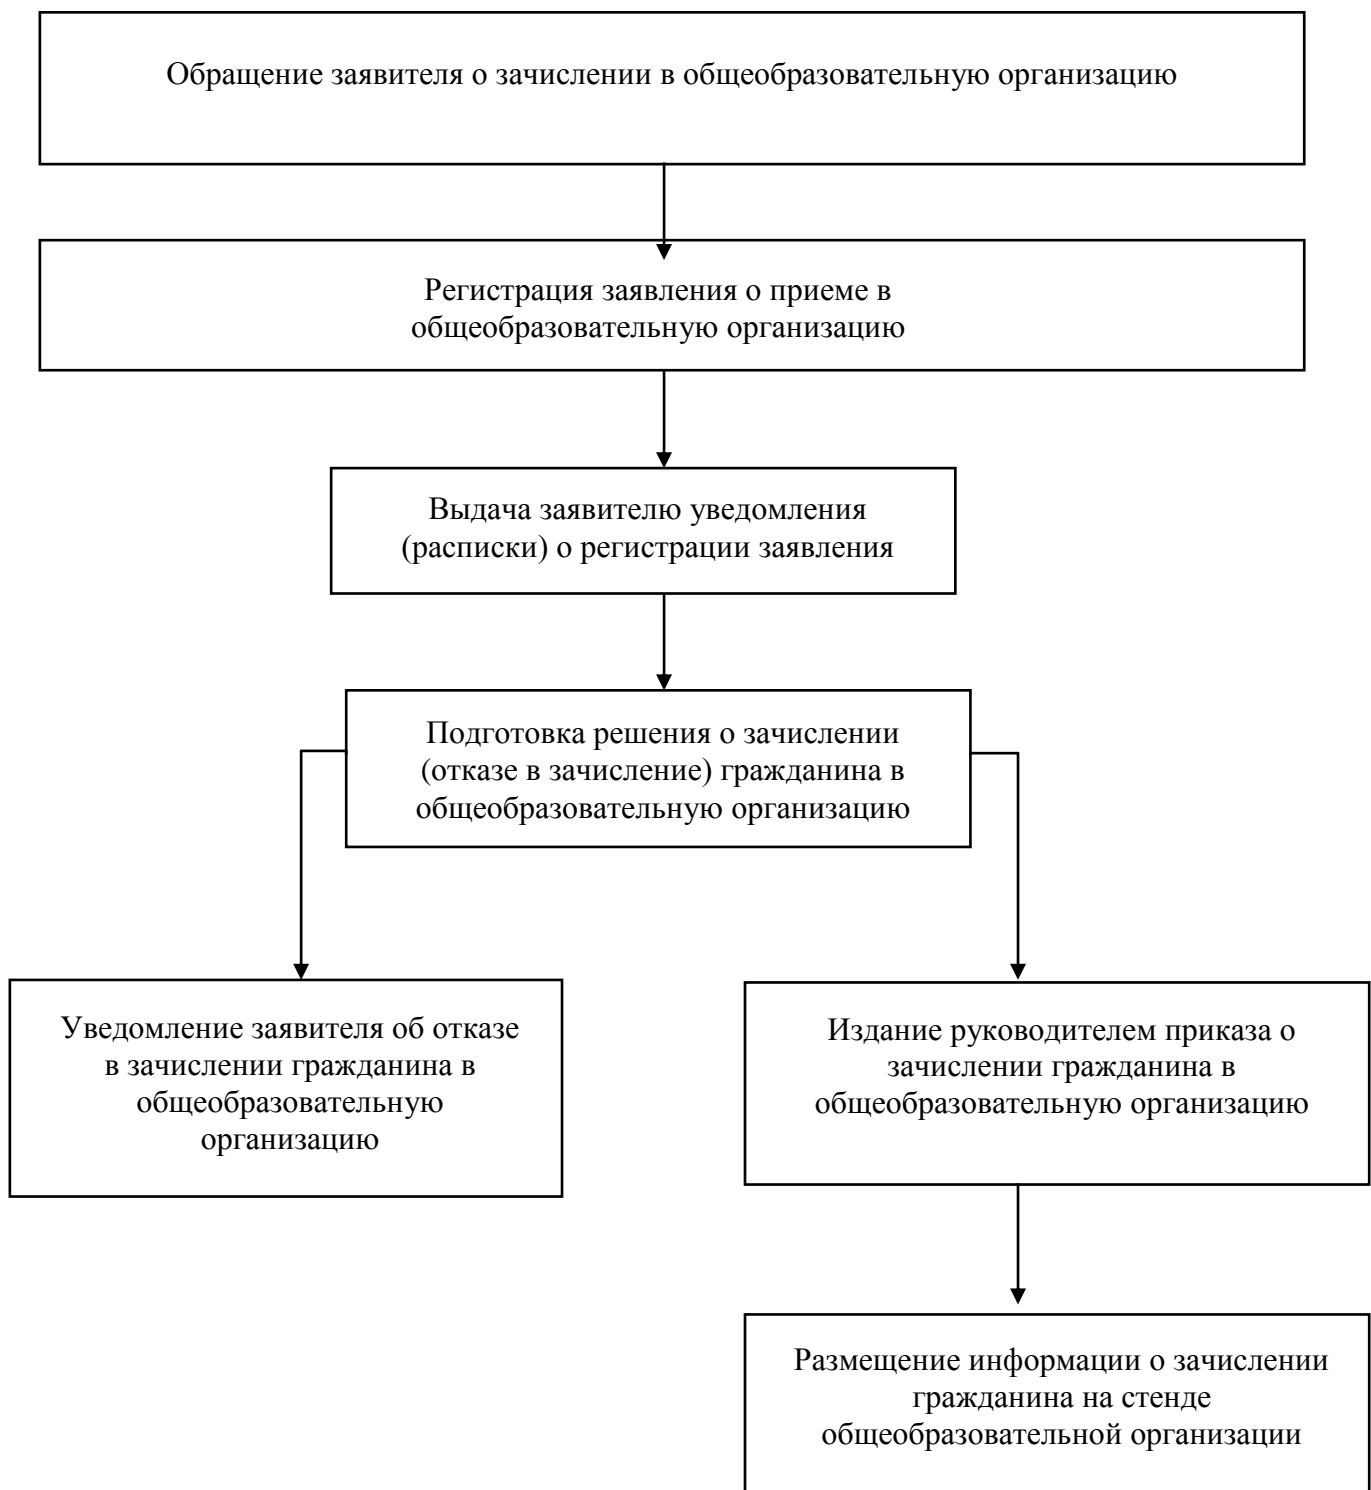 Обращение заявителя о зачислении в общеобразовательную организацию
Регистрация заявления о приеме в
общеобразовательную организацию
Выдача заявителю уведомления
(расписки) о регистрации заявления
Подготовка решения о зачислении
(отказе в зачисление) гражданина в
общеобразовательную организацию
Уведомление заявителя об отказе
в зачислении гражданина в
общеобразовательную
организацию
Издание руководителем приказа о
зачислении гражданина в
общеобразовательную организацию
Размещение информации о зачислении
гражданина на стенде
общеобразовательной организации